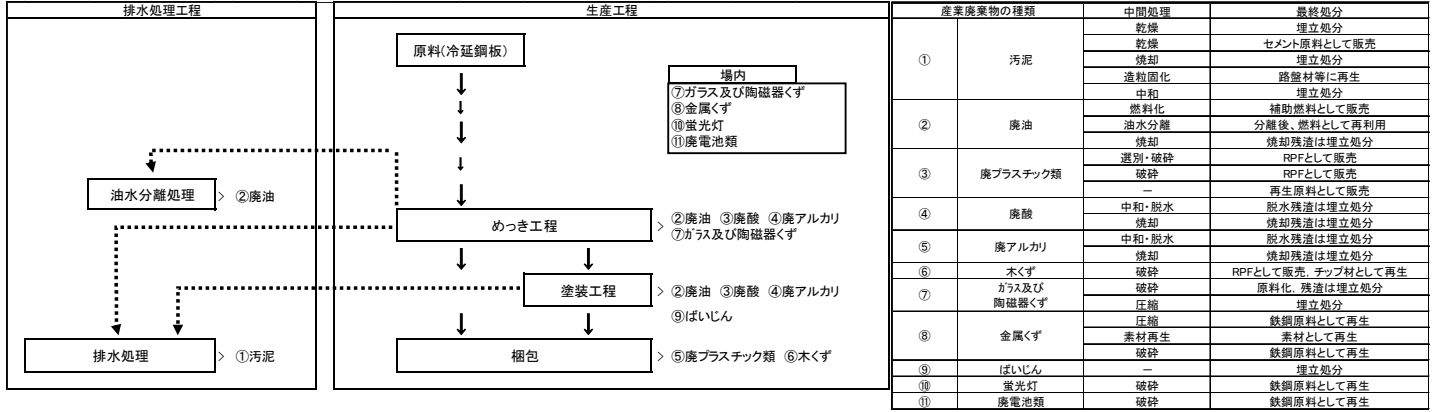 排水処理工程
生産工程
原料(冷延鋼板)
場内
⑦ガラス及び陶磁器くず
⑧金属くず
⑩蛍光灯
⑪廃電池類
油水分離処理 > ②廃油
めっき工程 > ②廃油 ③廃酸 ④廃アルカリ
⑦ガラス及び陶磁器くず
塗装工程 > ②廃油 ③廃酸 ④廃アルカリ
⑨ばいじん
排水処理 > ①汚泥
梱包 > ⑤廃プラスチック類 ⑥木くず
産業廃棄物の種類 中間処理 最終処分
① 汚泥 乾燥 埋立処分
乾燥 セメント原料として販売
焼却 埋立処分
造粒固化 路盤材等に再生
中和 埋立処分
② 廃油 燃料化 補助燃料として販売
油水分離 分離後、燃料として再利用
焼却 焼却残渣は埋立処分
③ 廃プラスチック類 選別・破砕 RPFとして販売
破砕 RPFとして販売
－ 再生原料として販売
④ 廃酸 中和・脱水 脱水残渣は埋立処分
焼却 焼却残渣は埋立処分
⑤ 廃アルカリ 中和・脱水 脱水残渣は埋立処分
焼却 焼却残渣は埋立処分
⑥ 木くず 破砕 RPFとして販売，チップ材として再生
⑦ ガラス及び陶磁器くず 破砕 原料化，残渣は埋立処分
圧縮 埋立処分
⑧ 金属くず 圧縮 鉄鋼原料として再生
素材再生 素材として再生
破砕 鉄鋼原料として再生
⑨ ばいじん － 埋立処分
⑩ 蛍光灯 破砕 鉄鋼原料として再生
⑪ 廃電池類 破砕 鉄鋼原料として再生